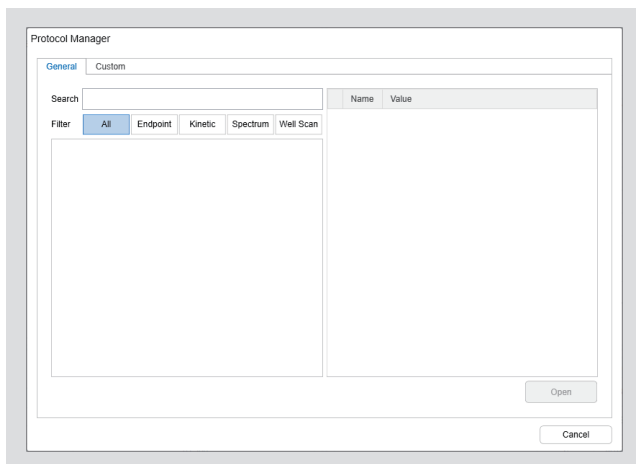 Protocol Manager
General Custom
Search
Name Value
Filter All Endpoint Kinetic Spectrum Well Scan
Open
Cancel